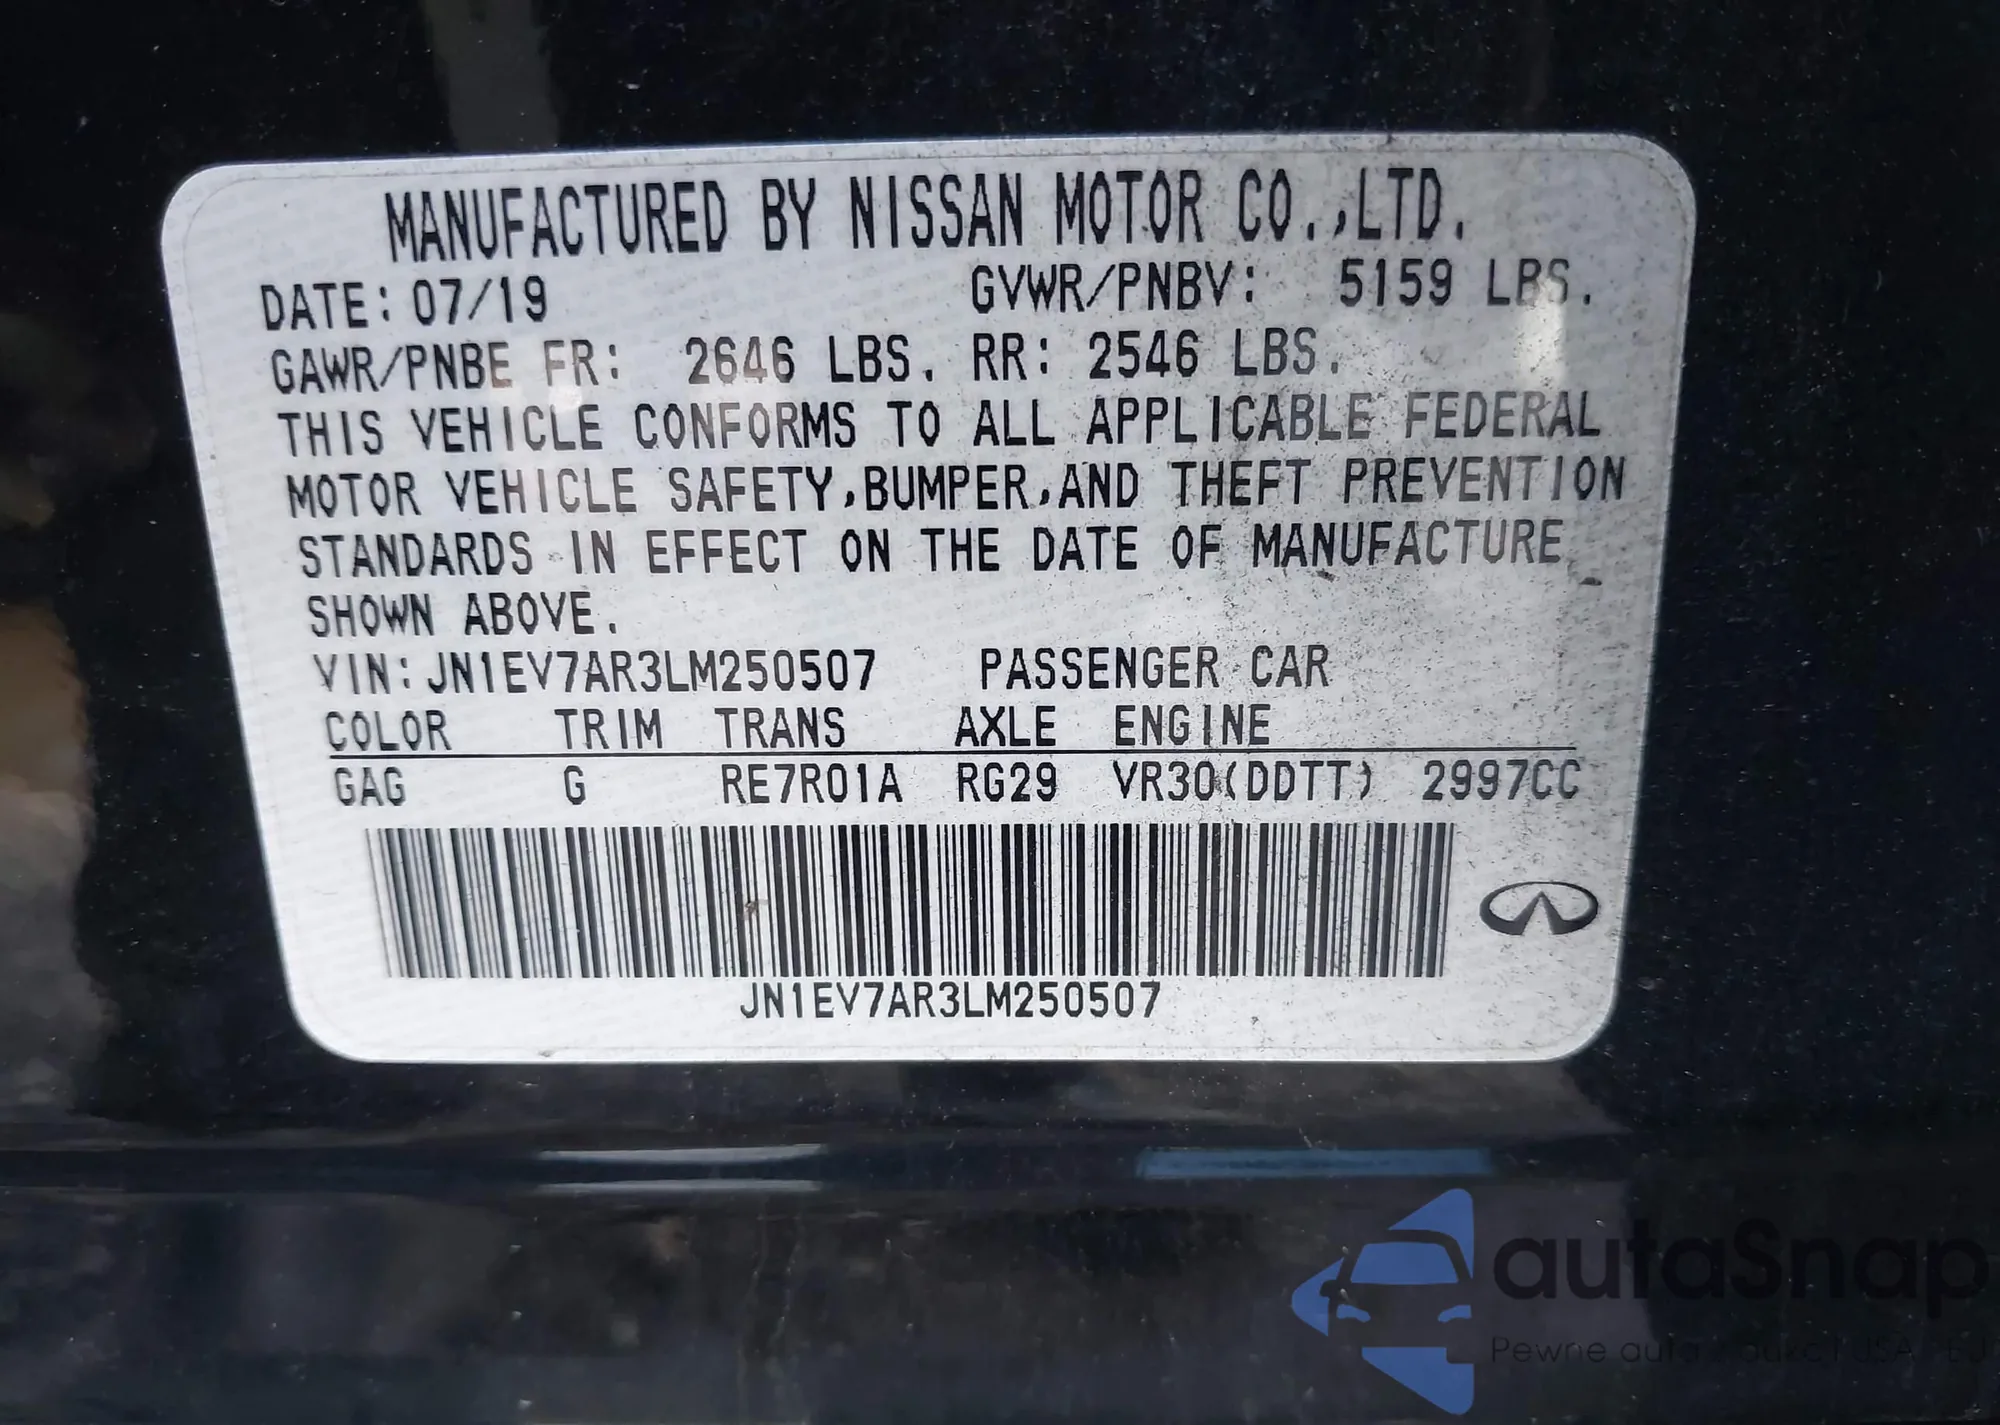 MANUFACTURED BY NISSAN MOTOR CO.,LTD.
DATE: 07/19 GVWR/PNBV: 5159 LBS.
GAWR/PNBE FR: 2646 LBS. RR: 2546 LBS.
THIS VEHICLE CONFORMS TO ALL APPLICABLE FEDERAL
MOTOR VEHICLE SAFETY,BUMPER,AND THEFT PREVENTION
STANDARDS IN EFFECT ON THE DATE OF MANUFACTURE
SHOWN ABOVE.
VIN: JN1EV7AR3LM250507 PASSENGER CAR
COLOR TRIM TRANS AXLE ENGINE
GAG G RE7R01A RG29 VR30(DDTT) 2997CC
JN1EV7AR3LM250507
autaSnap
Pewne auta USA